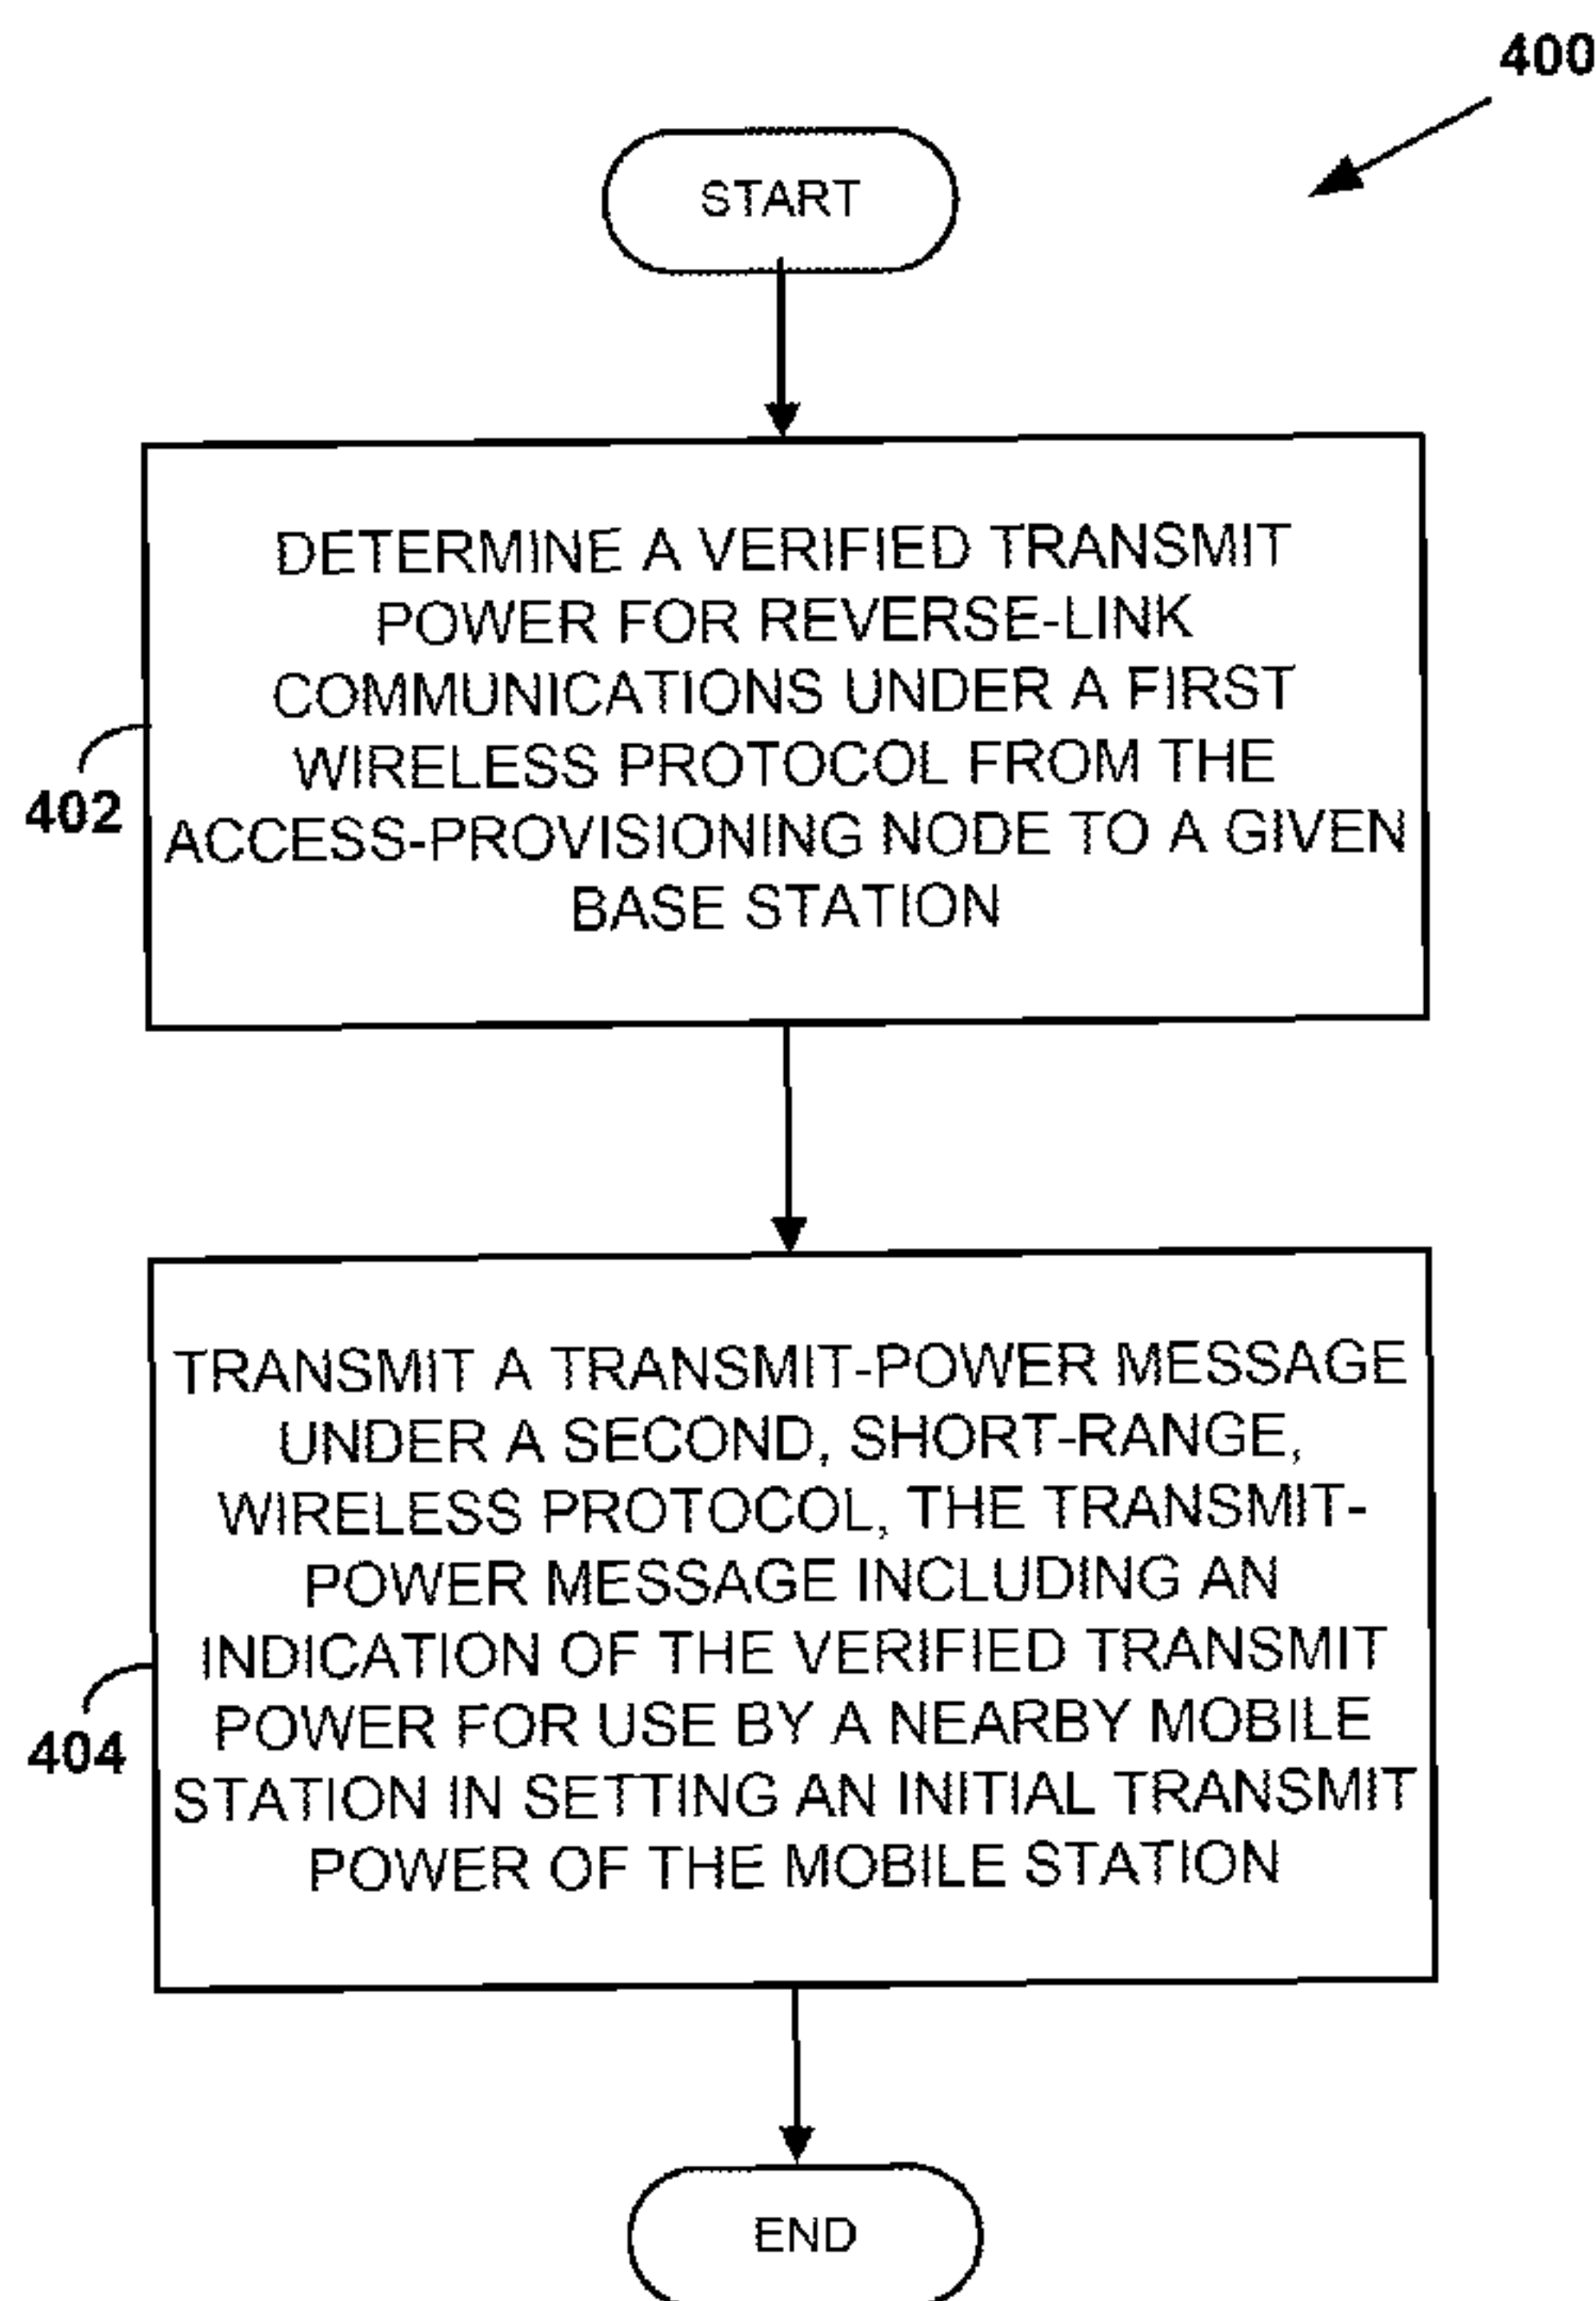 400
START
DETERMINE A VERIFIED TRANSMIT
POWER FOR REVERSE-LINK
COMMUNICATIONS UNDER A FIRST
WIRELESS PROTOCOL FROM THE
ACCESS-PROVISIONING NODE TO A GIVEN
BASE STATION
402
TRANSMIT A TRANSMIT-POWER MESSAGE
UNDER A SECOND, SHORT-RANGE,
WIRELESS PROTOCOL, THE TRANSMIT-
POWER MESSAGE INCLUDING AN
INDICATION OF THE VERIFIED TRANSMIT
POWER FOR USE BY A NEARBY MOBILE
STATION IN SETTING AN INITIAL TRANSMIT
POWER OF THE MOBILE STATION
404
END